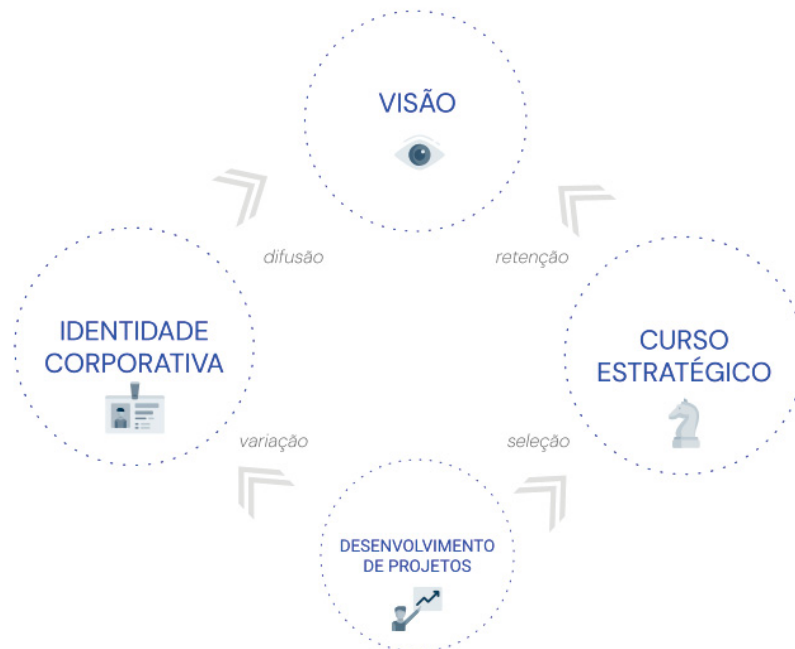 VISÃO
difusão
retenção
IDENTIDADE
CORPORATIVA
CURSO
ESTRATÉGICO
variação
seleção
DESENVOLVIMENTO
DE PROJETOS